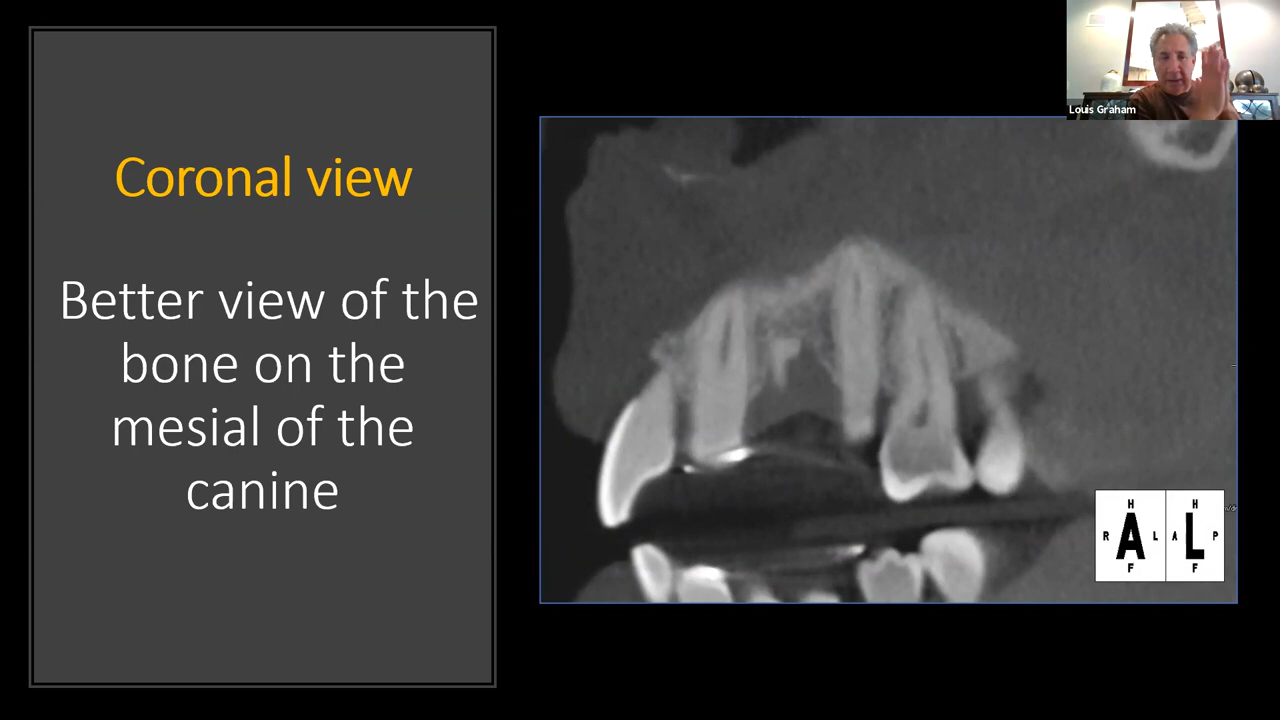 Coronal view
Better view of the
bone on the
mesial of the
canine
Louis Graham
H H
R A L A L P
F F